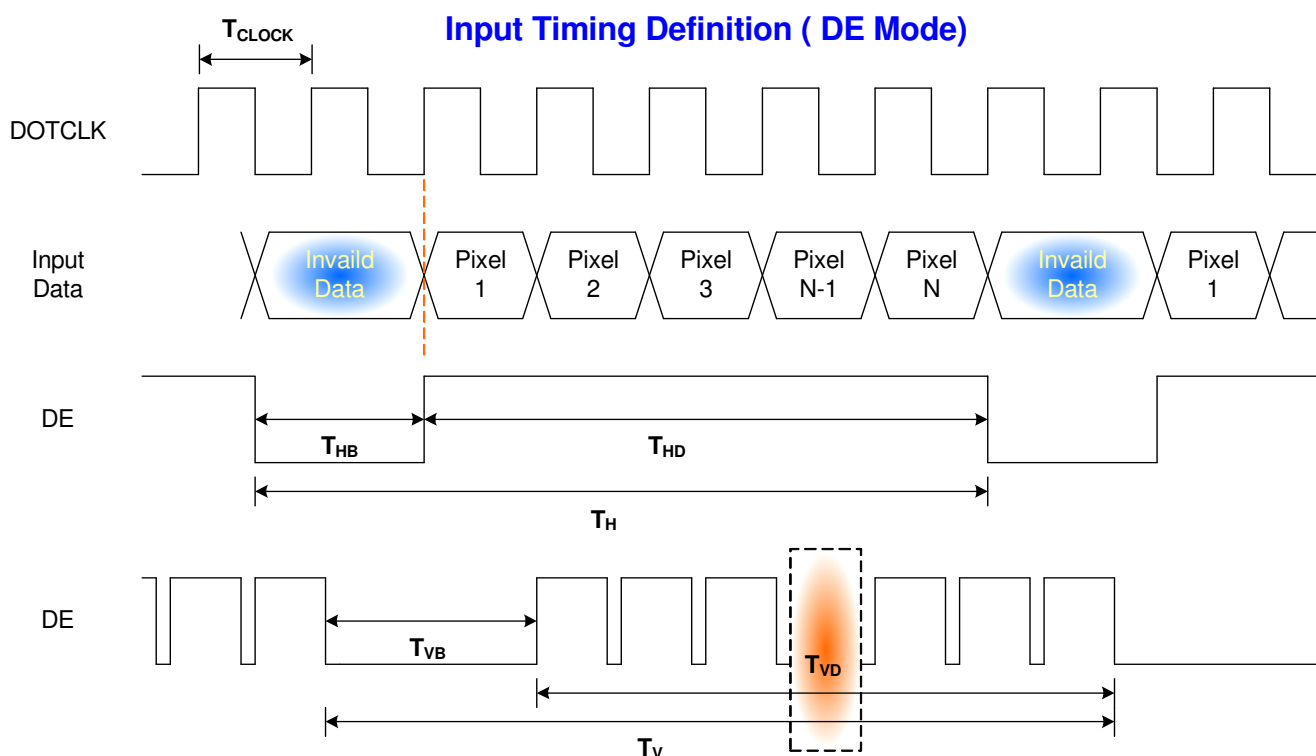 Input Timing Definition ( DE Mode)
TCLOCK
DOTCLK
Input
Data
Invaild
Data
Pixel
1
Pixel
2
Pixel
3
Pixel
N-1
Pixel
N
Invaild
Data
Pixel
1
DE
THB
THD
TH
DE
TVB
TVD
TV